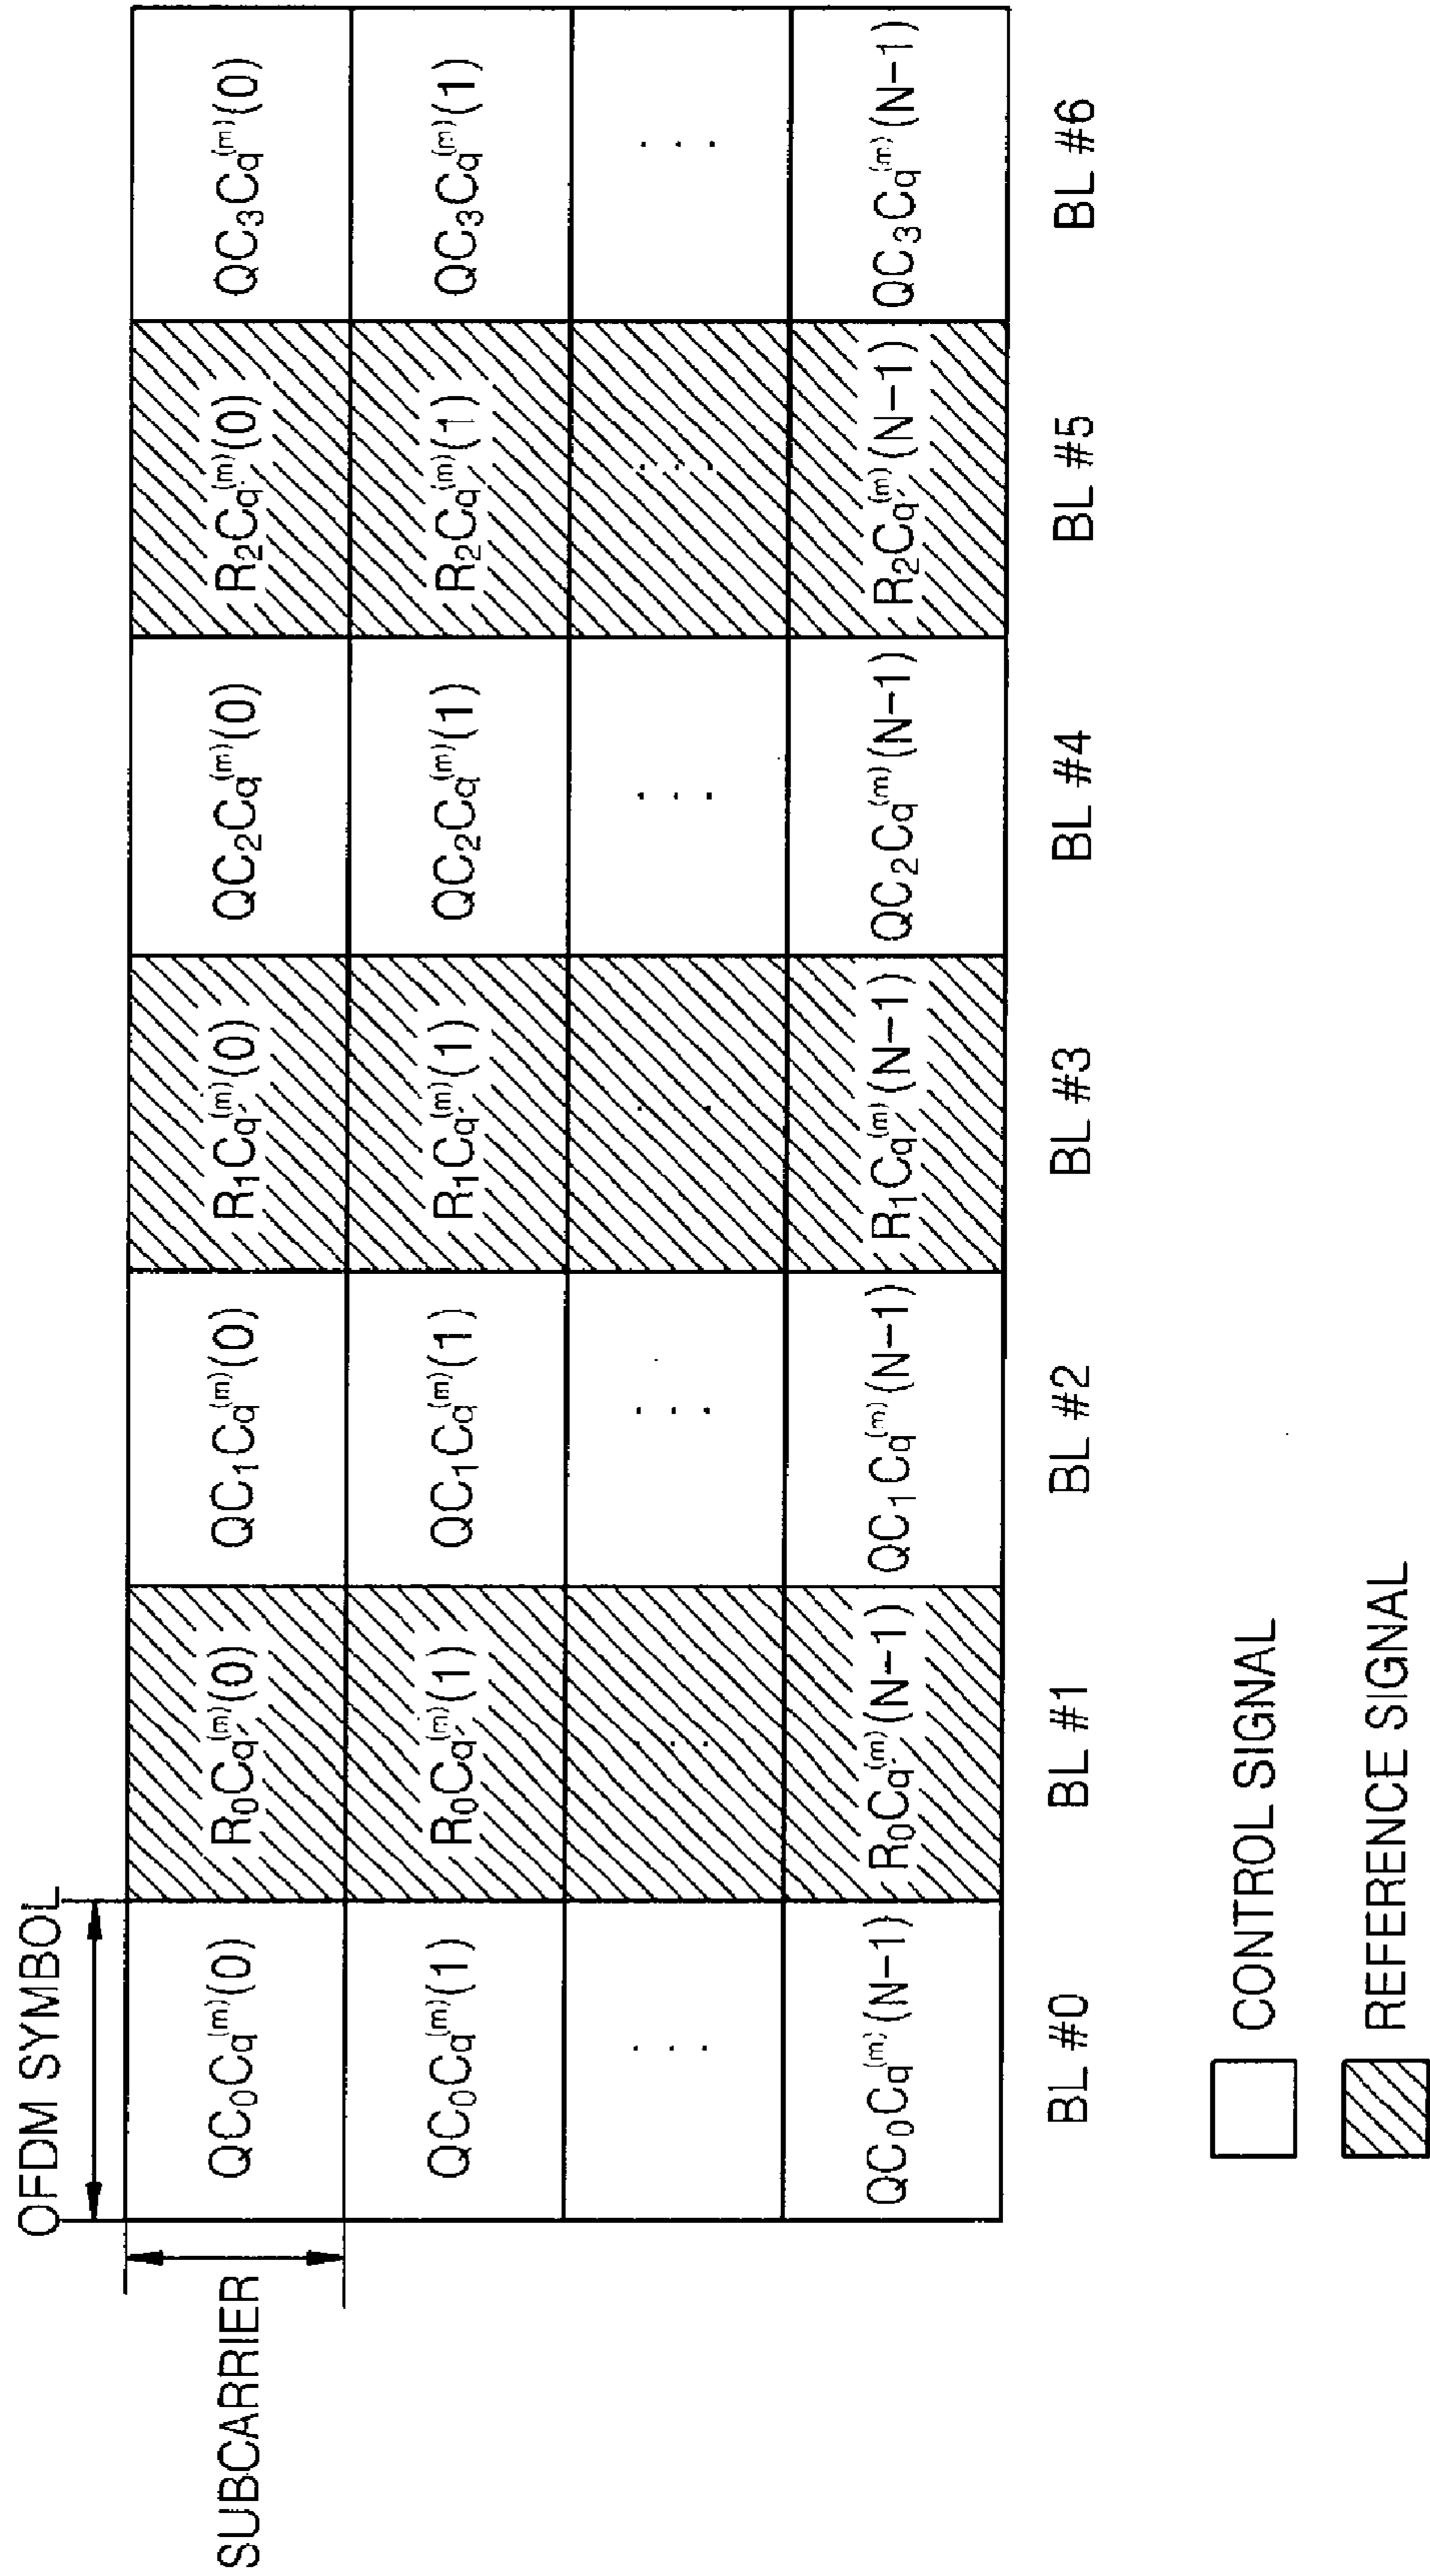 OFDM SYMBOL
SUBCARRIER
QC₀Cq⁽ᵐ⁾(0) R₀Cq⁽ᵐ⁾(0) QC₁Cq⁽ᵐ⁾(0) R₁Cq⁽ᵐ⁾(0) QC₂Cq⁽ᵐ⁾(0) R₂Cq⁽ᵐ⁾(0) QC₃Cq⁽ᵐ⁾(0)
QC₀Cq⁽ᵐ⁾(1) R₀Cq⁽ᵐ⁾(1) QC₁Cq⁽ᵐ⁾(1) R₁Cq⁽ᵐ⁾(1) QC₂Cq⁽ᵐ⁾(1) R₂Cq⁽ᵐ⁾(1) QC₃Cq⁽ᵐ⁾(1)
... ... ... ... ... ... ...
QC₀Cq⁽ᵐ⁾(N-1) R₀Cq⁽ᵐ⁾(N-1) QC₁Cq⁽ᵐ⁾(N-1) R₁Cq⁽ᵐ⁾(N-1) QC₂Cq⁽ᵐ⁾(N-1) R₂Cq⁽ᵐ⁾(N-1) QC₃Cq⁽ᵐ⁾(N-1)
BL #0 BL #1 BL #2 BL #3 BL #4 BL #5 BL #6
CONTROL SIGNAL
REFERENCE SIGNAL